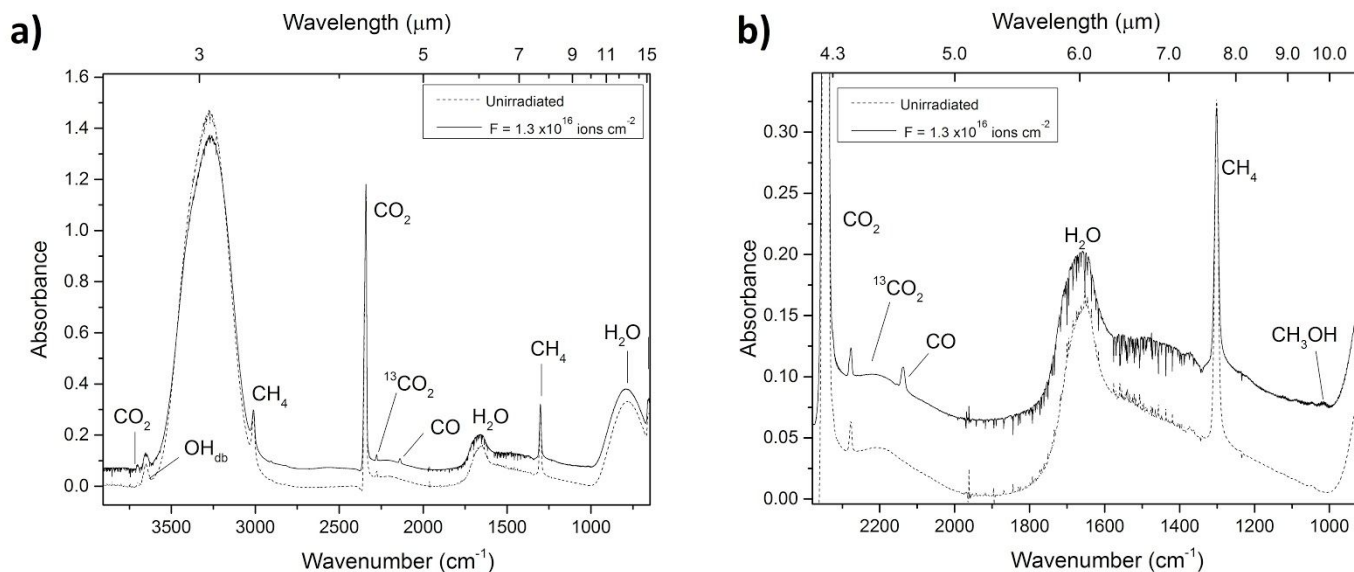 a)
Wavelength (μm)
3 5 7 9 11 15
Absorbance
1.6
1.4
1.2
1.0
0.8
0.6
0.4
0.2
0.0
Unirradiated
F = 1.3 x10¹⁶ ions cm⁻²
CO₂
OH_db
CH₄
CO₂
¹³CO₂
CO
H₂O
CH₄
H₂O
3500 3000 2500 2000 1500 1000
Wavenumber (cm⁻¹)
b)
Wavelength (μm)
4.3 5.0 6.0 7.0 8.0 9.0 10.0
Absorbance
0.30
0.25
0.20
0.15
0.10
0.05
0.00
Unirradiated
F = 1.3 x10¹⁶ ions cm⁻²
CO₂
¹³CO₂
CO
H₂O
CH₄
CH₃OH
2200 2000 1800 1600 1400 1200 1000
Wavenumber (cm⁻¹)